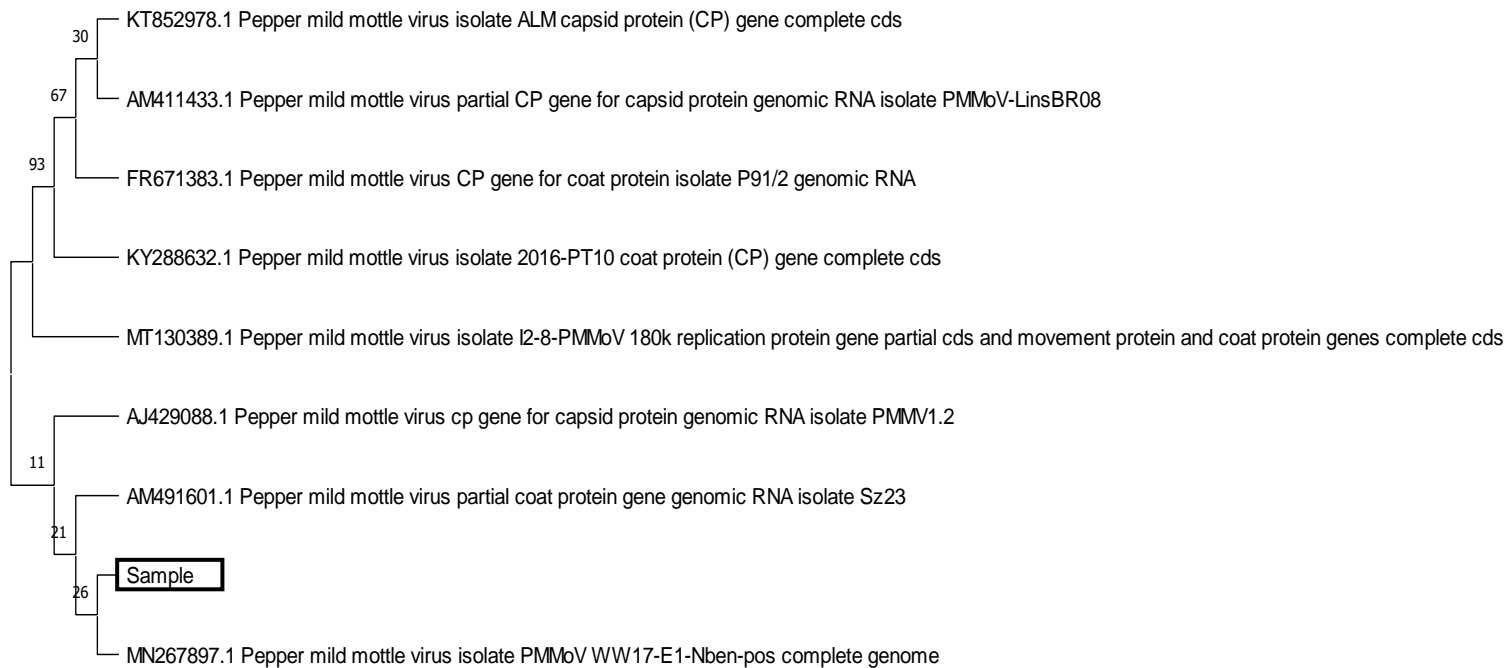 KT852978.1 Pepper mild mottle virus isolate ALM capsid protein (CP) gene complete cds
30
67
AM411433.1 Pepper mild mottle virus partial CP gene for capsid protein genomic RNA isolate PMMoV-LinsBR08
93
FR671383.1 Pepper mild mottle virus CP gene for coat protein isolate P91/2 genomic RNA
KY288632.1 Pepper mild mottle virus isolate 2016-PT10 coat protein (CP) gene complete cds
MT130389.1 Pepper mild mottle virus isolate I2-8-PMMoV 180k replication protein gene partial cds and movement protein and coat protein genes complete cds
AJ429088.1 Pepper mild mottle virus cp gene for capsid protein genomic RNA isolate PMMV1.2
11
AM491601.1 Pepper mild mottle virus partial coat protein gene genomic RNA isolate Sz23
21
Sample
26
MN267897.1 Pepper mild mottle virus isolate PMMoV WW17-E1-Nben-pos complete genome